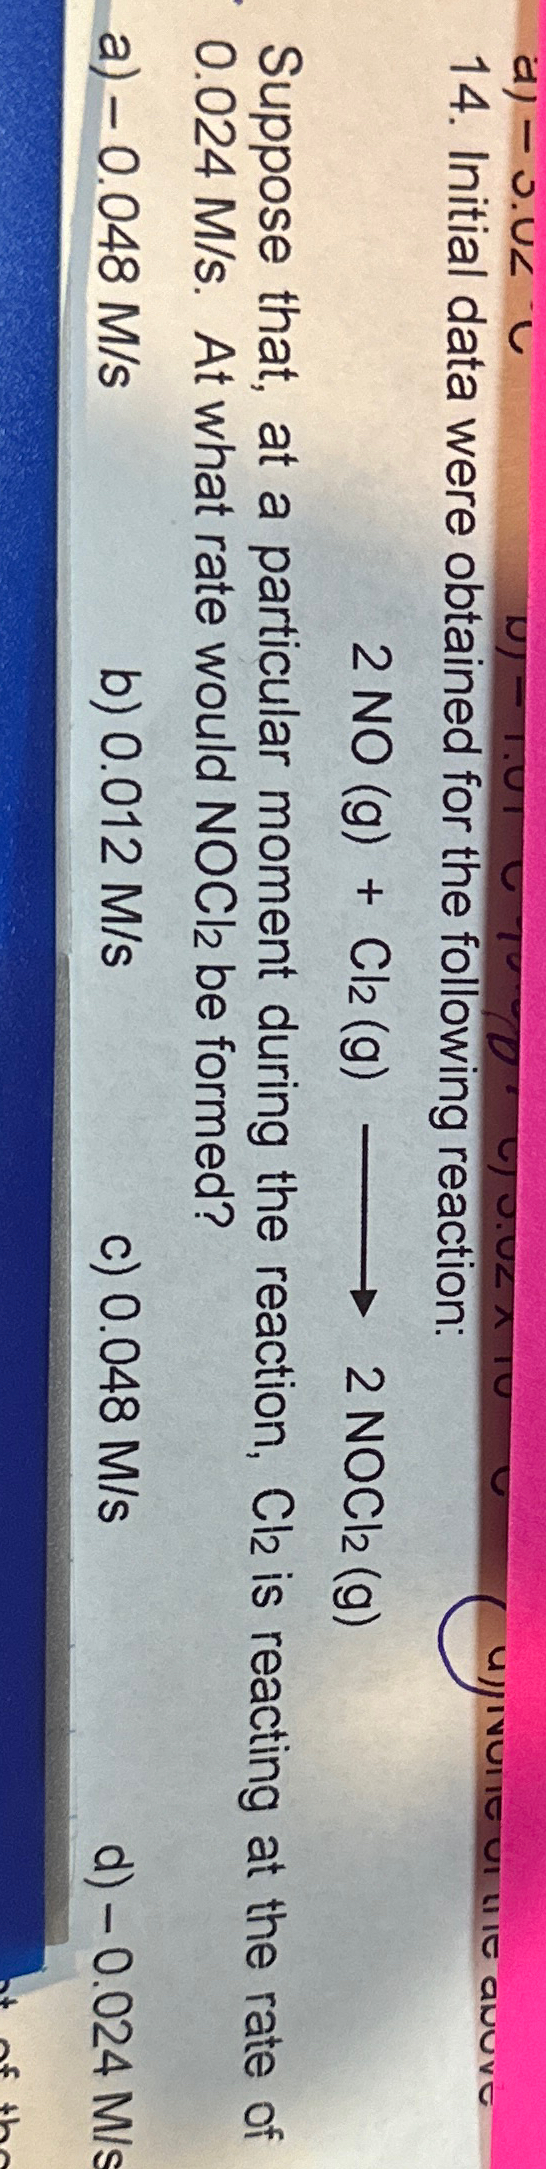 14. Initial data were obtained for the following reaction:
2 NO (g) + Cl2 (g) ⟶ 2 NOCl2 (g)
Suppose that, at a particular moment during the reaction, Cl2 is reacting at the rate of
0.024 M/s. At what rate would NOCl2 be formed?
a) – 0.048 M/s b) 0.012 M/s c) 0.048 M/s d) – 0.024 M/s